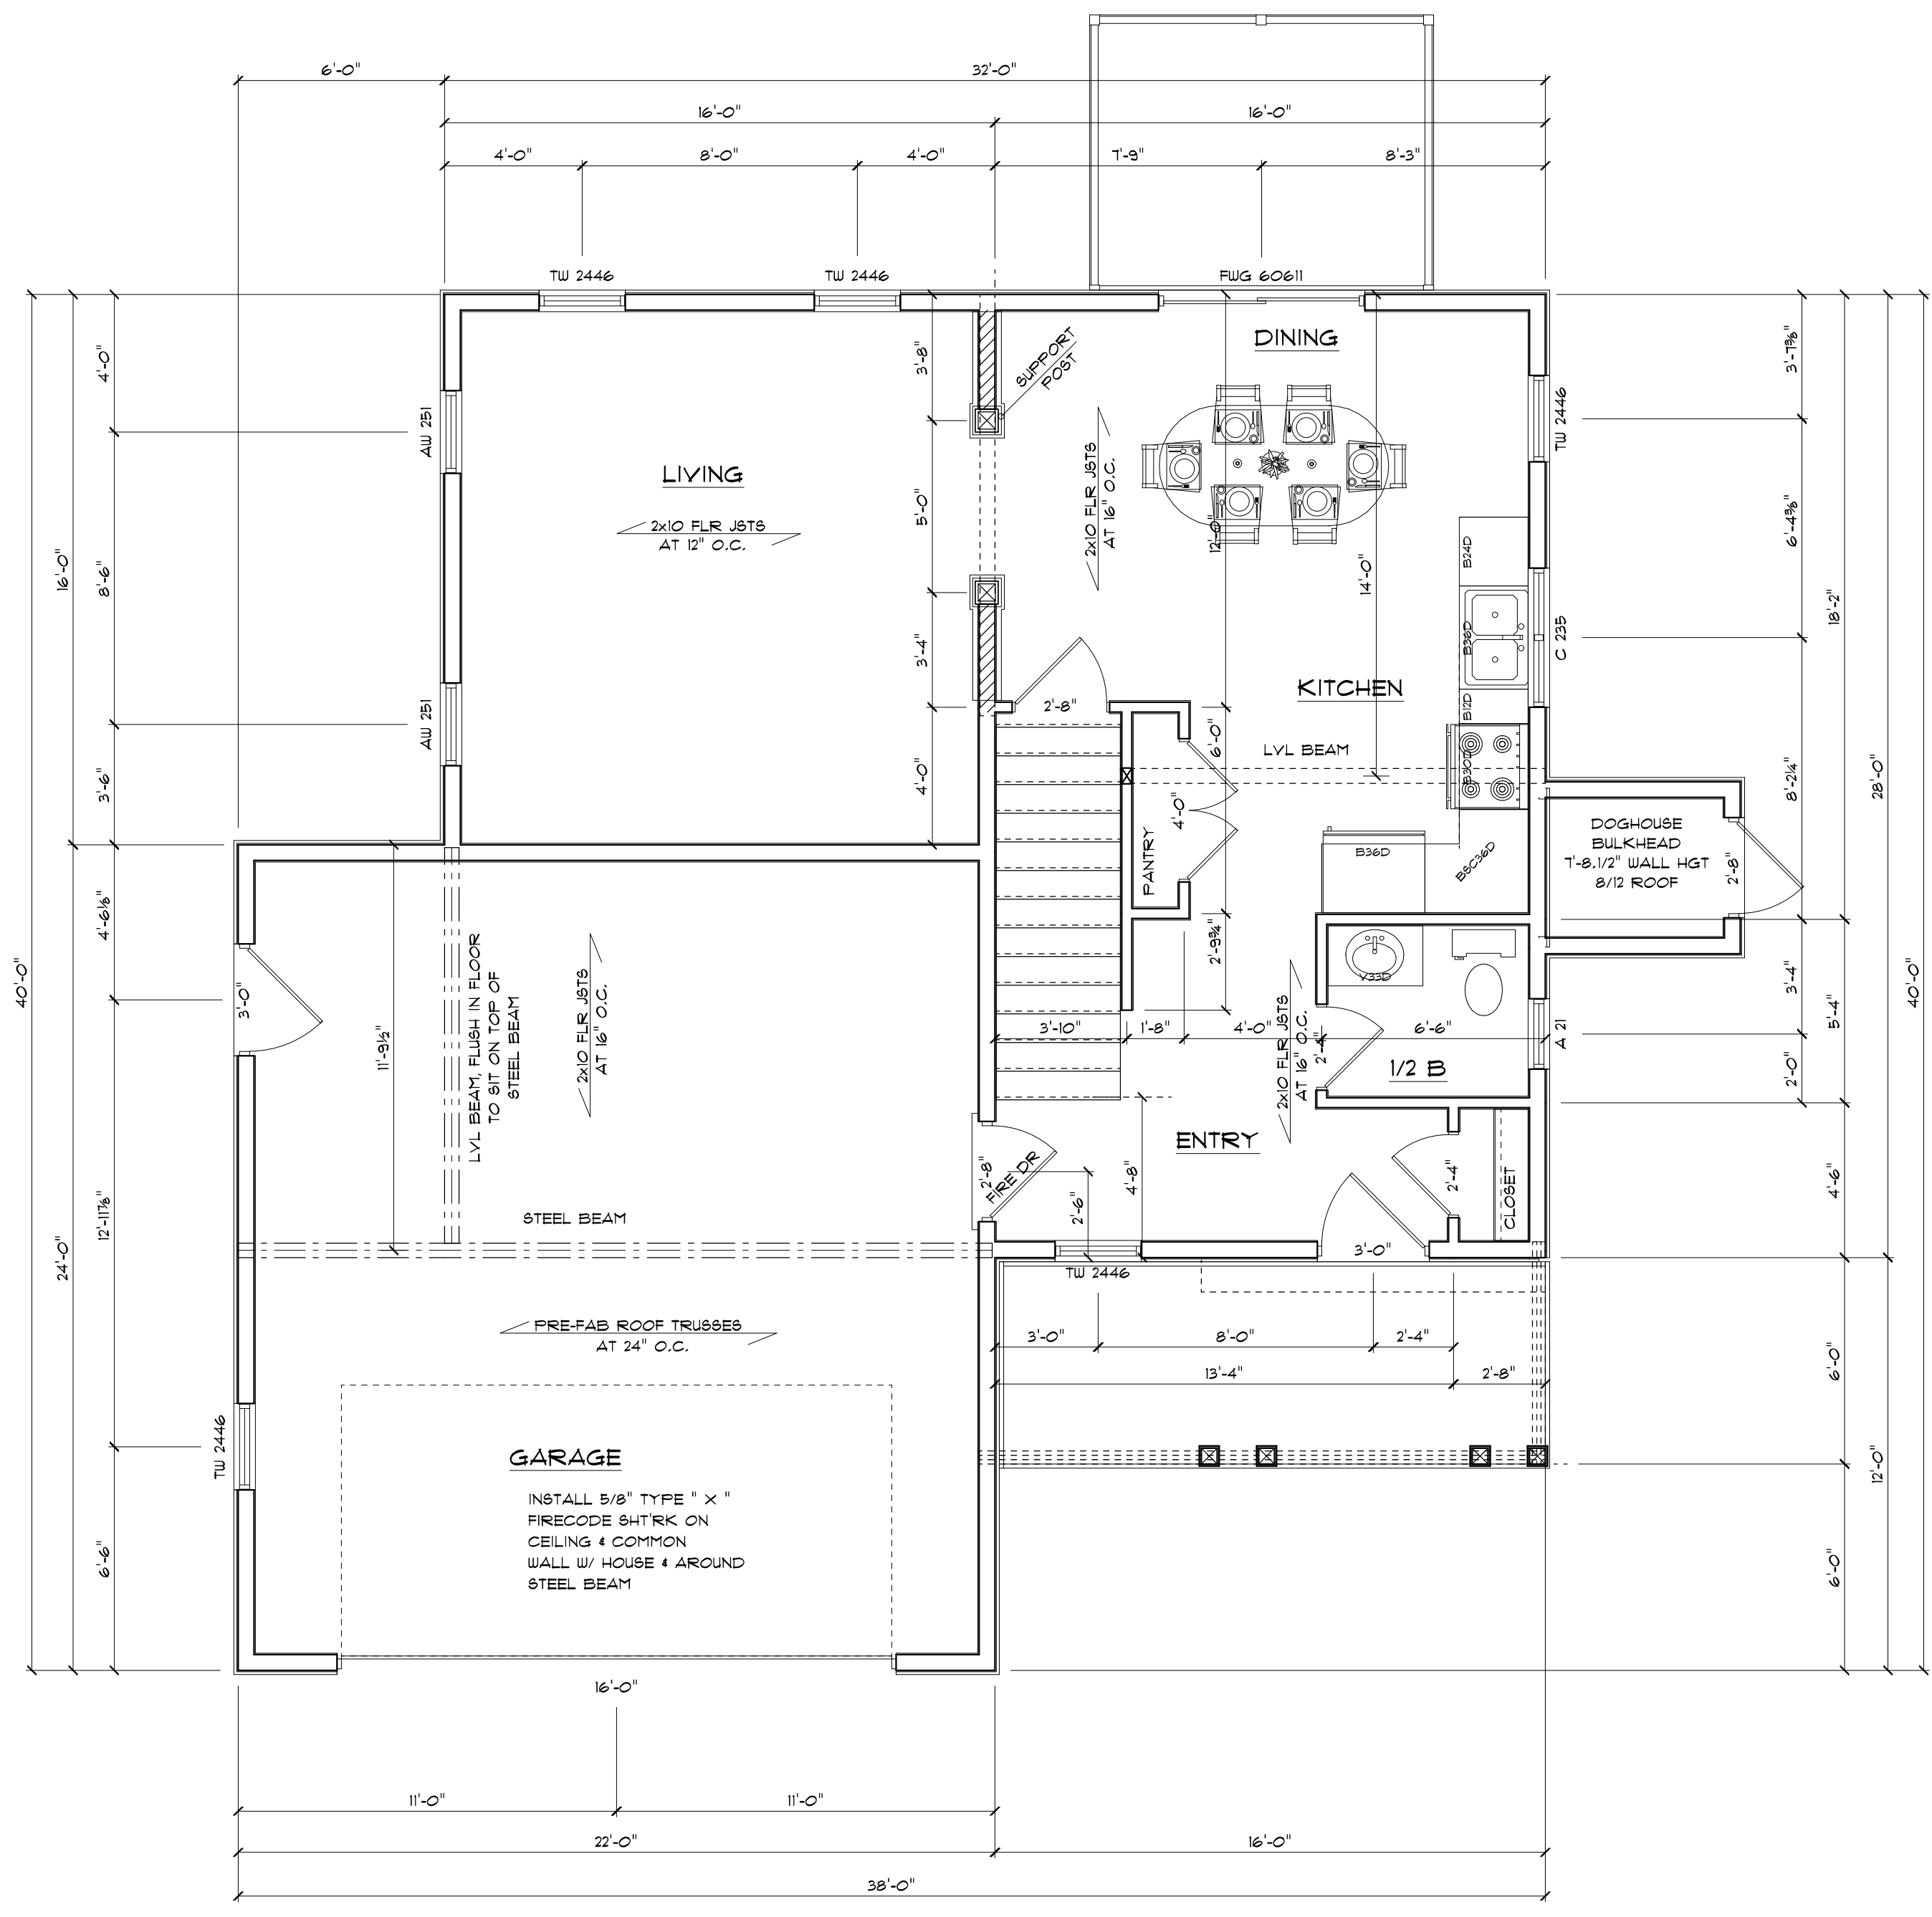 6'-0"
32'-0"
16'-0"
16'-0"
4'-0"
8'-0"
4'-0"
7'-9"
8'-3"
TW 2446
TW 2446
FWG 60611
DINING
SUPPORT
POST
3'-8"
4'-0"
AW 251
LIVING
2x10 FLR JSTS
AT 12" O.C.
5'-0"
2x10 FLR JSTS
AT 16" O.C.
12'-0"
14'-0"
B24D
TW 2446
3'-7⅜"
6'-4⅜"
16'-0"
8'-6"
3'-4"
B36D
C 235
18'-2"
KITCHEN
2'-8"
AW 251
B12D
3'-6"
4'-0"
6'-0"
LVL BEAM
B30D
8'-2¼"
28'-0"
4'-0"
PANTRY
B36D
BSC36D
DOGHOUSE
BULKHEAD
7'-8.1/2" WALL HGT
8/12 ROOF
2'-8"
4'-6⅛"
40'-0"
3'-0"
11'-9½"
LVL BEAM, FLUSH IN FLOOR
TO SIT ON TOP OF
STEEL BEAM
2x10 FLR JSTS
AT 16" O.C.
2'-9¾"
V33D
3'-4"
5'-4"
40'-0"
3'-10"
1'-8"
4'-0"
6'-6"
2x10 FLR JSTS
AT 16" O.C.
2'-4"
1/2 B
A 21
2'-0"
ENTRY
2'-8"
FIRE DR
2'-6"
4'-8"
2'-4"
CLOSET
4'-6"
12'-11⅞"
24'-0"
STEEL BEAM
3'-0"
TW 2446
PRE-FAB ROOF TRUSSES
AT 24" O.C.
3'-0"
8'-0"
2'-4"
13'-4"
2'-8"
6'-0"
TW 2446
GARAGE
INSTALL 5/8" TYPE " X "
FIRECODE SHT'RK ON
CEILING & COMMON
WALL W/ HOUSE & AROUND
STEEL BEAM
6'-6"
6'-0"
12'-0"
16'-0"
11'-0"
11'-0"
22'-0"
16'-0"
38'-0"